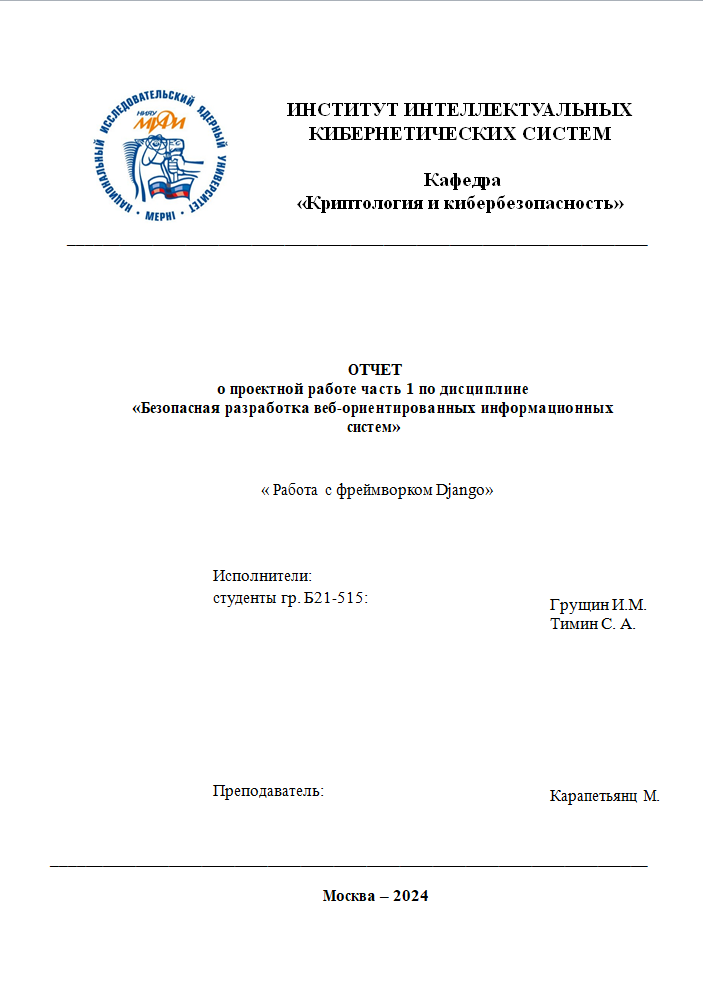 НАЦИОНАЛЬНЫЙ ИССЛЕДОВАТЕЛЬСКИЙ ЯДЕРНЫЙ УНИВЕРСИТЕТ
НИЯУ
МИФИ
• MEPHI •
ИНСТИТУТ ИНТЕЛЛЕКТУАЛЬНЫХ
КИБЕРНЕТИЧЕСКИХ СИСТЕМ
Кафедра
«Криптология и кибербезопасность»
ОТЧЕТ
о проектной работе часть 1 по дисциплине
«Безопасная разработка веб-ориентированных информационных
систем»
« Работа с фреймворком Django»
Исполнители:
студенты гр. Б21-515:
Грущин И.М.
Тимин С. А.
Преподаватель:
Карапетьянц М.
Москва – 2024